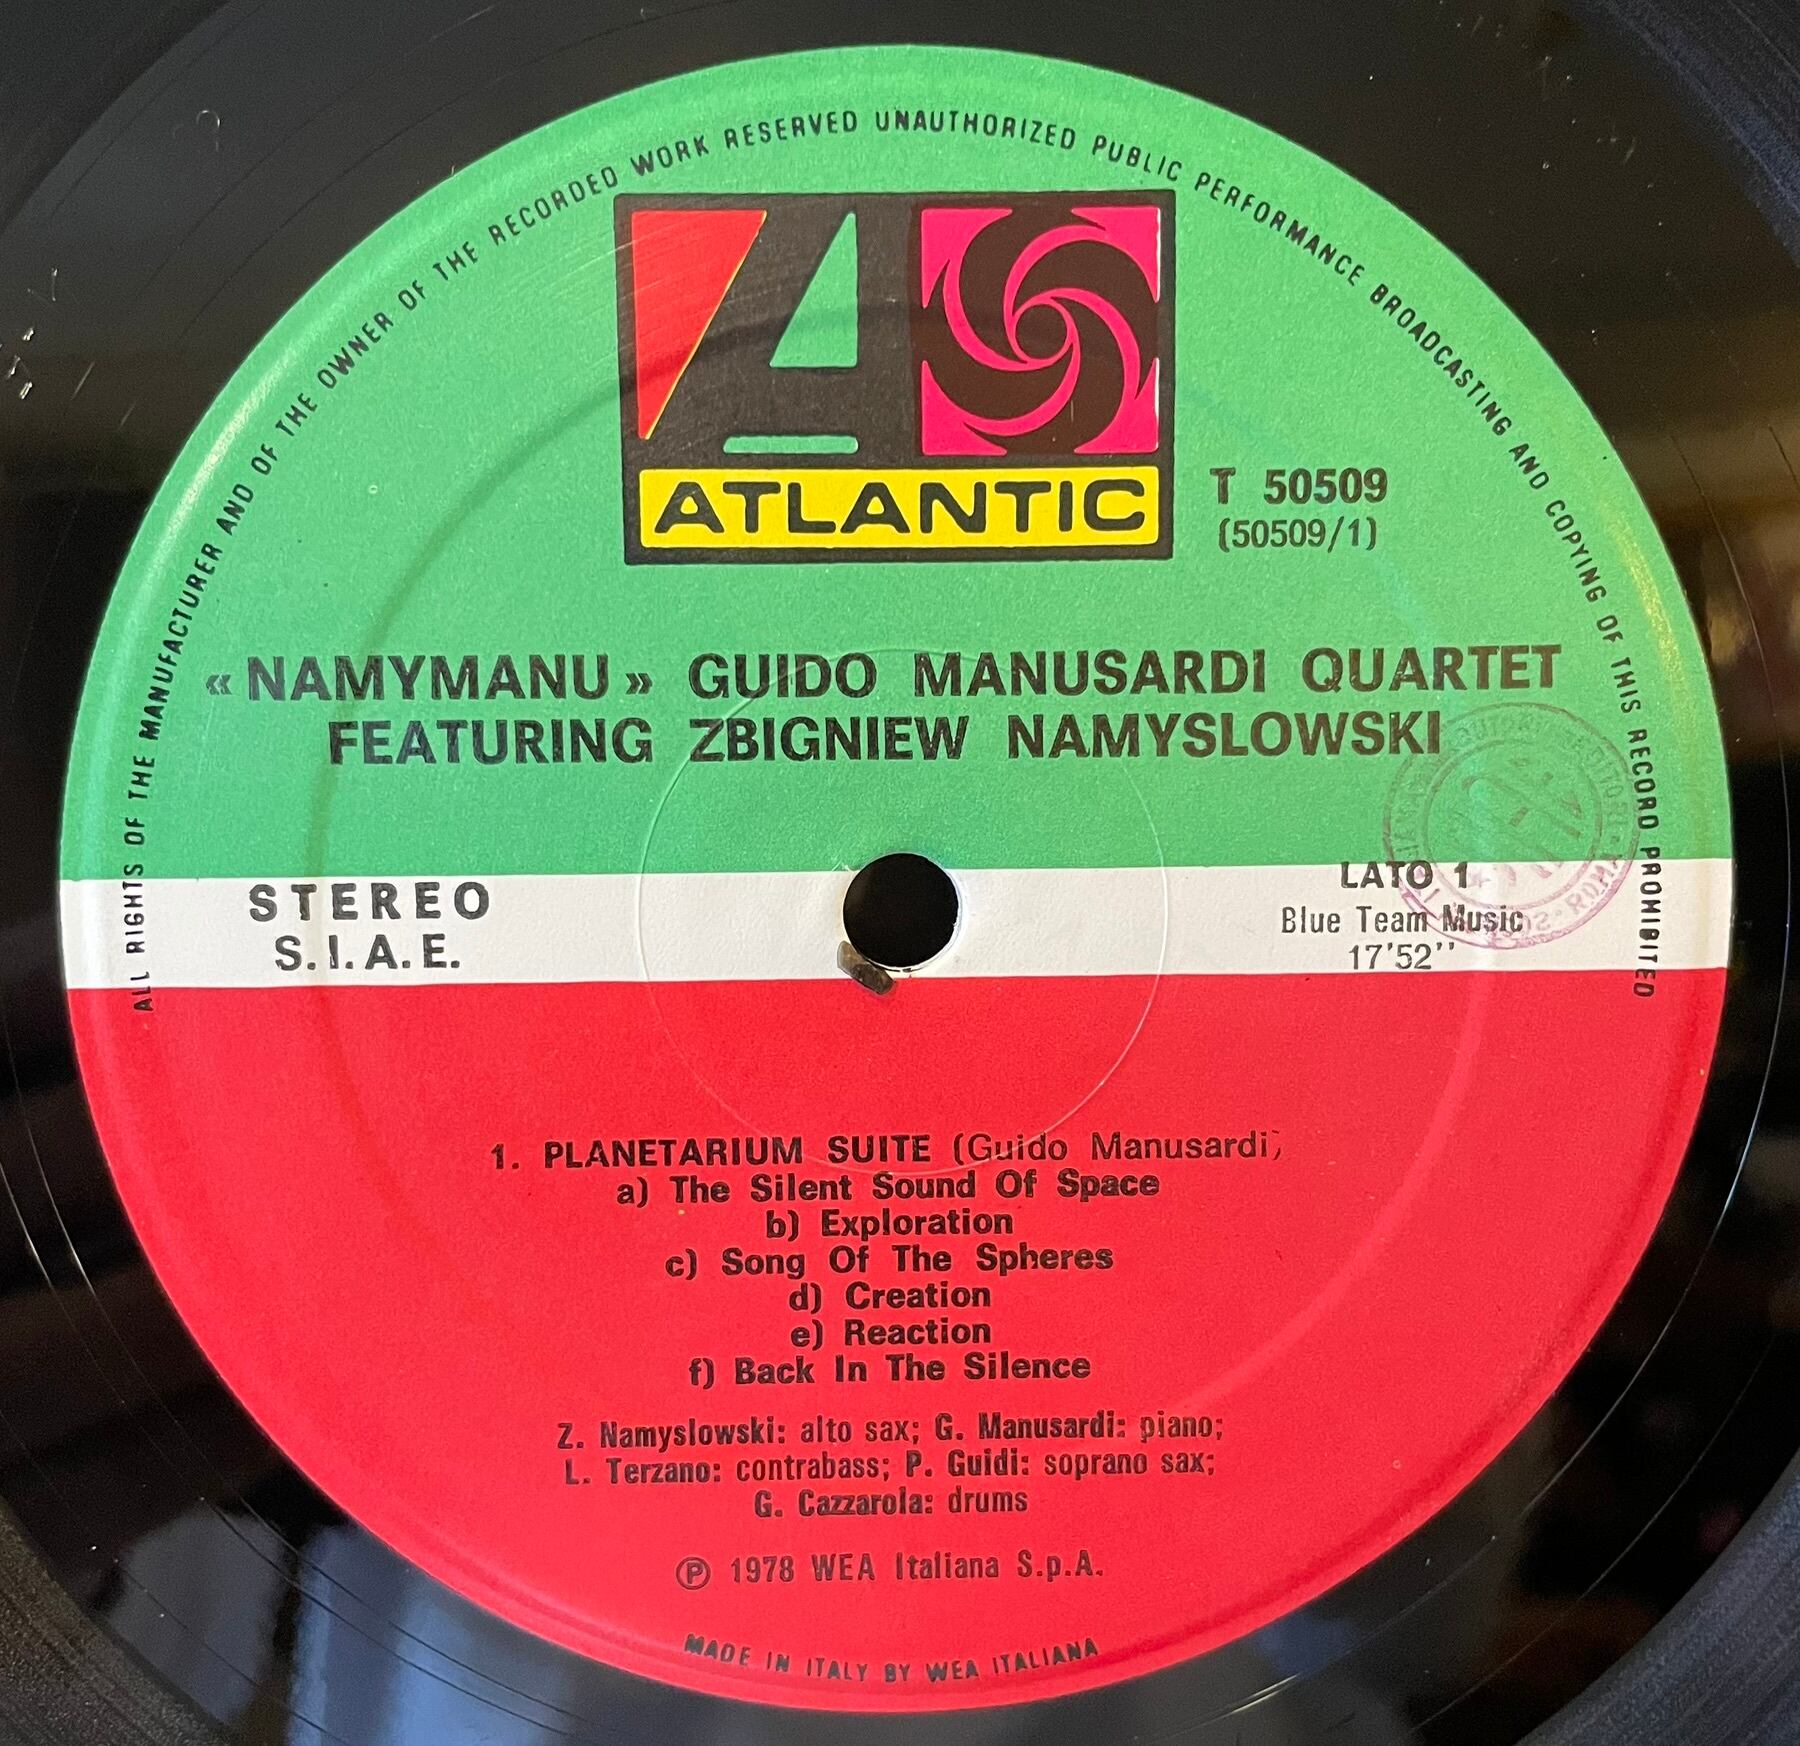 ALL RIGHTS OF THE MANUFACTURER AND OF THE OWNER OF THE RECORDED WORK RESERVED UNAUTHORIZED PUBLIC PERFORMANCE BROADCASTING AND COPYING OF THIS RECORD PROHIBITED
A
ATLANTIC
T 50509
(50509/1)
« NAMYMANU » GUIDO MANUSARDI QUARTET
FEATURING ZBIGNIEW NAMYSLOWSKI
STEREO
S.I.A.E.
LATO 1
Blue Team Music
17'52''
ROMA
1. PLANETARIUM SUITE (Guido Manusardi)
a) The Silent Sound Of Space
b) Exploration
c) Song Of The Spheres
d) Creation
e) Reaction
f) Back In The Silence
Z. Namyslowski: alto sax; G. Manusardi: piano;
L. Terzano: contrabass; P. Guidi: soprano sax;
G. Cazzarola: drums
℗ 1978 WEA Italiana S.p.A.
MADE IN ITALY BY WEA ITALIANA